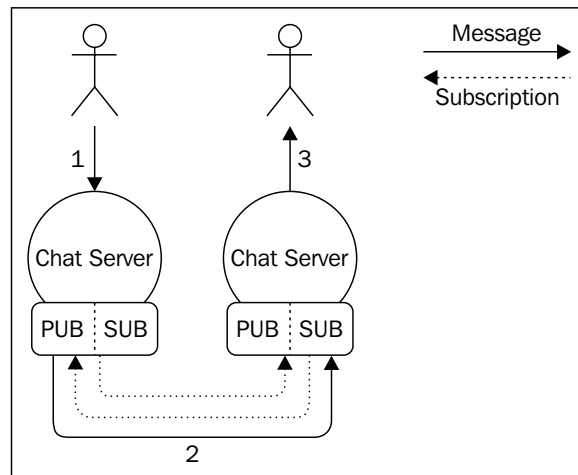 Message
Subscription
1
3
Chat Server
Chat Server
PUB
SUB
PUB
SUB
2